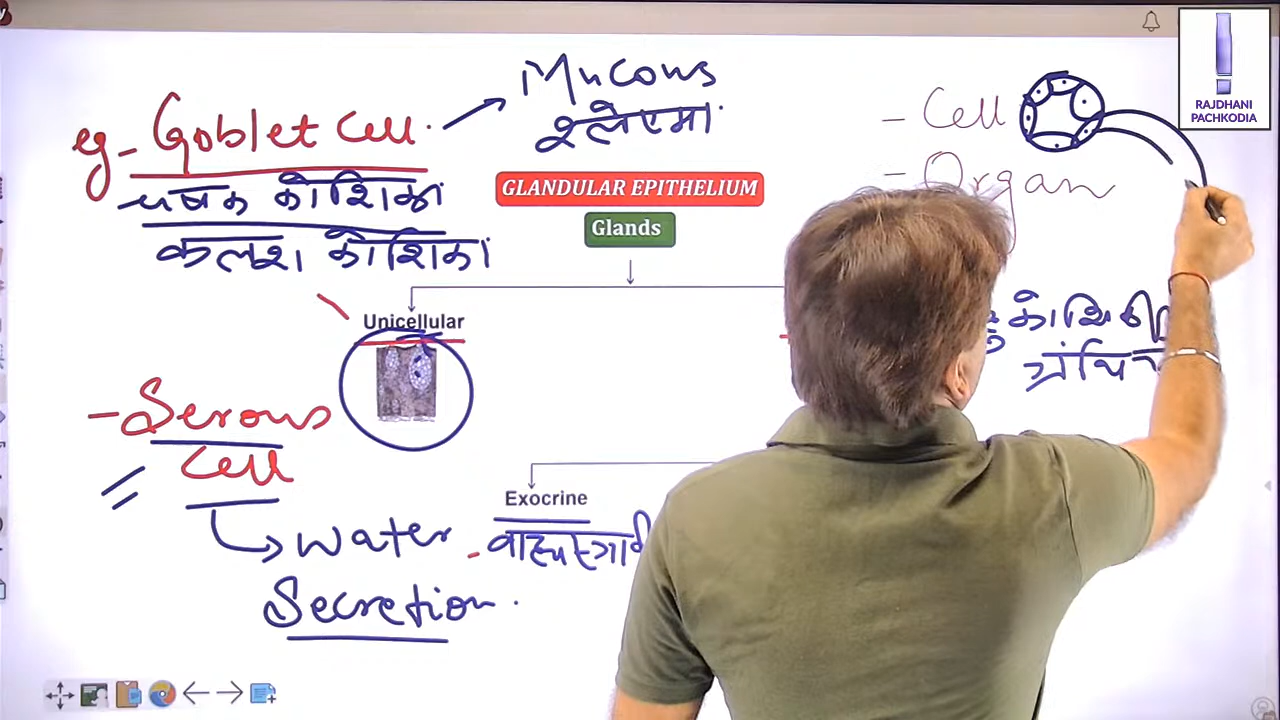 RAJDHANI
PACHKODIA
eg- Goblet Cell.
Mucous
श्लेष्मा
चषक कोशिका
कलश कोशिका
- Cell
- Organ
GLANDULAR EPITHELIUM
Glands
Unicellular
-Serous
Cell
Water
Secretion.
Exocrine
बाह्यस्त्रावी
कोशिकीय
ग्रंथि